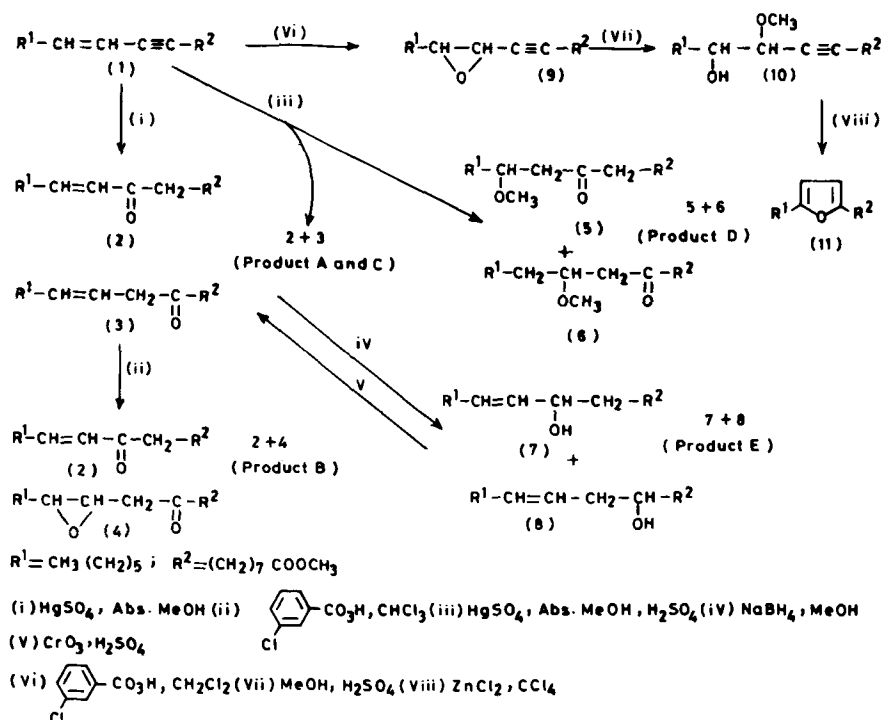 R¹−CH=CH−C≡C−R²
(1)
(Vi)
R¹−CH−CH−C≡C−R²
O
(9)
(Vii)
OCH₃
R¹−CH−CH−C≡C−R²
OH
(10)
(i)
(iii)
(Viii)
R¹−CH=CH−C−CH₂−R²
O
(2)
R¹−CH−CH₂−C−CH₂−R²
OCH₃ O
(5)
5+6
(Product D)
R¹ O R²
(11)
2+3
(Product A and C)
+
R¹−CH₂−CH−CH₂−C−R²
OCH₃ O
(6)
R¹−CH=CH−CH₂−C−R²
O
(3)
(ii)
iV
V
R¹−CH=CH−CH−CH₂−R²
OH
(7)
7+8
(Product E)
+
R¹−CH=CH−C−CH₂−R²
(2) O
2+4
(Product B)
R¹−CH=CH−CH₂−CH−R²
OH
(8)
R¹−CH−CH−CH₂−C−R²
O (4) O
R¹=CH₃(CH₂)₅ ; R²=(CH₂)₇ COOCH₃
(i)HgSO₄, Abs. MeOH (ii) CO₃H, CHCl₃ (iii) HgSO₄, Abs. MeOH, H₂SO₄ (iV) NaBH₄, MeOH
Cl
(V) CrO₃, H₂SO₄
(Vi) CO₃H, CH₂Cl₂ (Vii) MeOH, H₂SO₄ (Viii) ZnCl₂, CCl₄
Cl